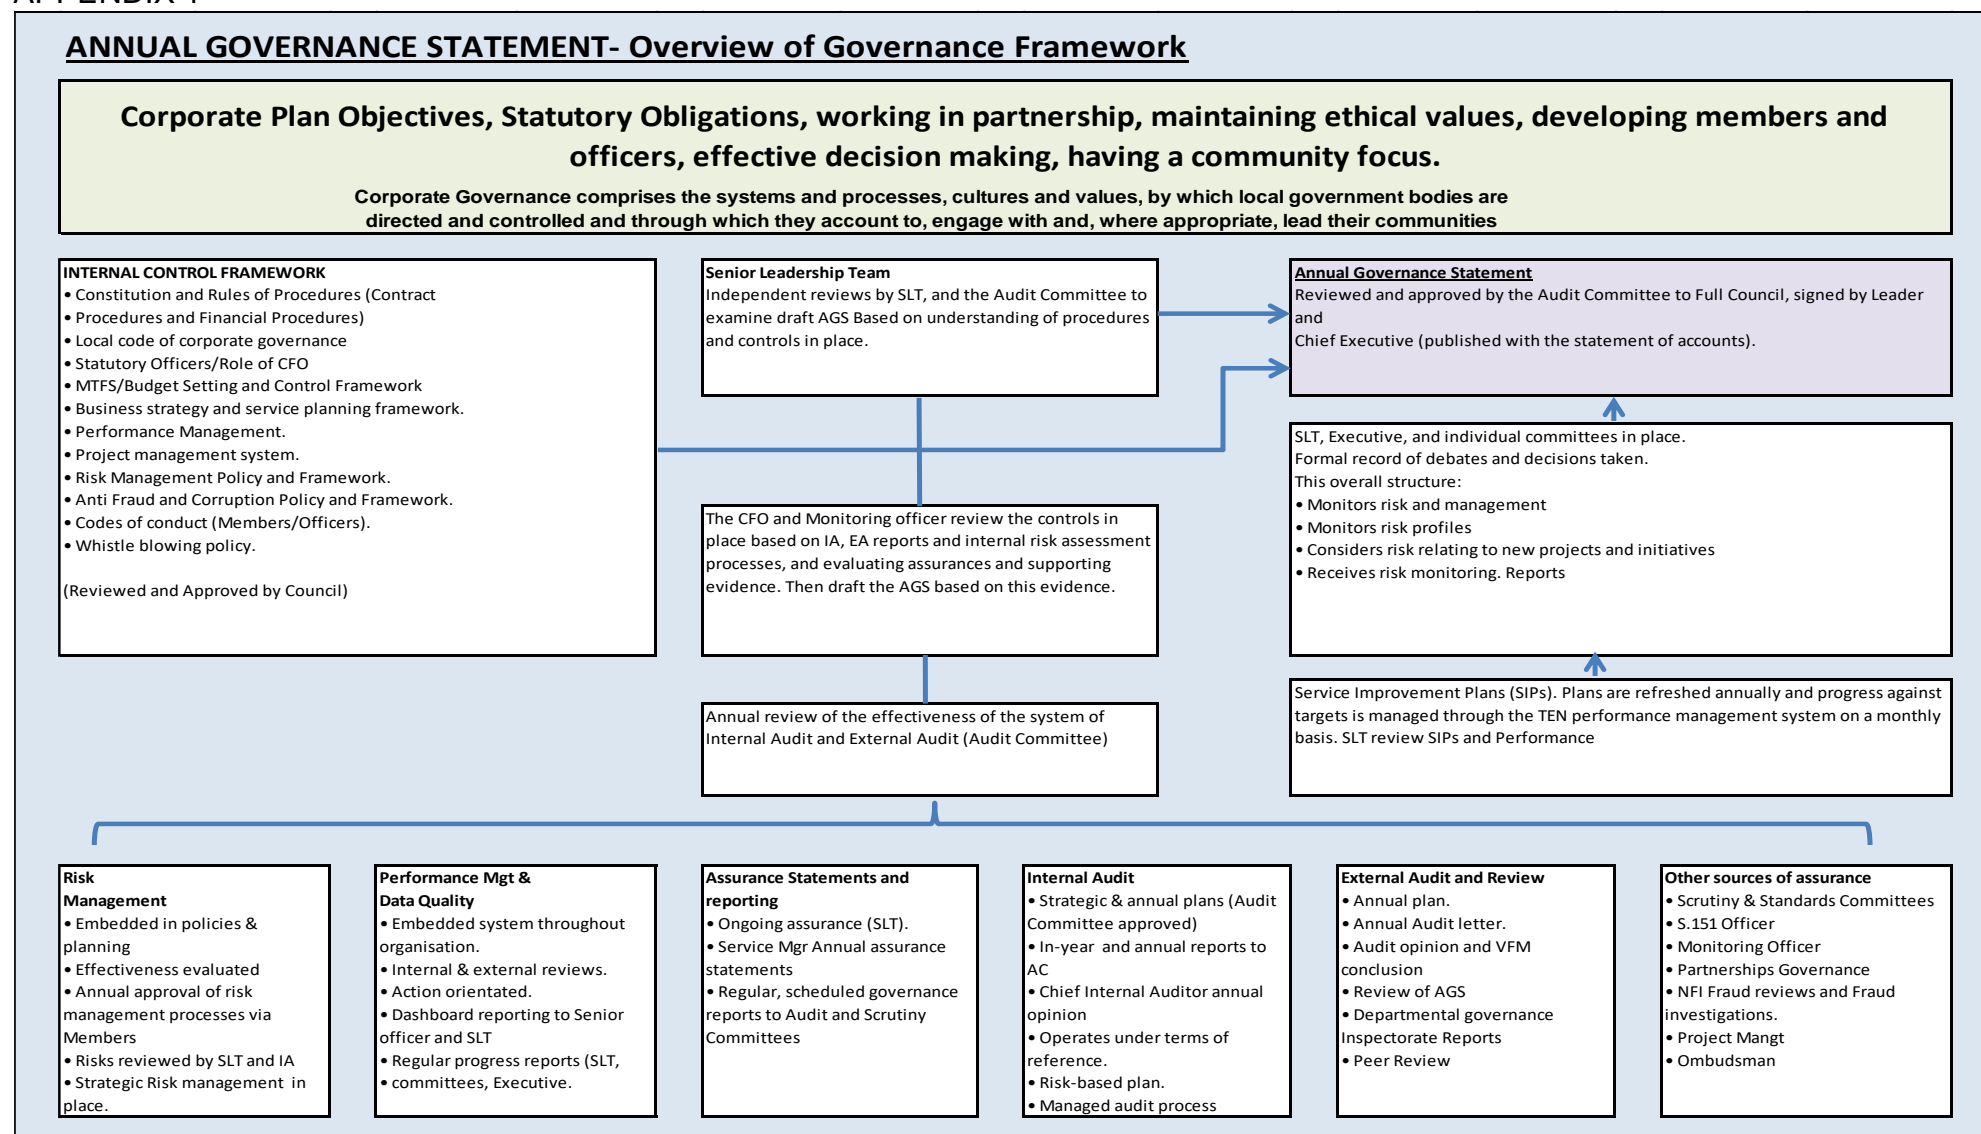 ANNUAL GOVERNANCE STATEMENT- Overview of Governance Framework
Corporate Plan Objectives, Statutory Obligations, working in partnership, maintaining ethical values, developing members and
officers, effective decision making, having a community focus.
Corporate Governance comprises the systems and processes, cultures and values, by which local government bodies are
directed and controlled and through which they account to, engage with and, where appropriate, lead their communities
INTERNAL CONTROL FRAMEWORK
• Constitution and Rules of Procedures (Contract
• Procedures and Financial Procedures)
• Local code of corporate governance
• Statutory Officers/Role of CFO
• MTFS/Budget Setting and Control Framework
• Business strategy and service planning framework.
• Performance Management.
• Project management system.
• Risk Management Policy and Framework.
• Anti Fraud and Corruption Policy and Framework.
• Codes of conduct (Members/Officers).
• Whistle blowing policy.
(Reviewed and Approved by Council)
Senior Leadership Team
Independent reviews by SLT, and the Audit Committee to
examine draft AGS Based on understanding of procedures
and controls in place.
Annual Governance Statement
Reviewed and approved by the Audit Committee to Full Council, signed by Leader
and
Chief Executive (published with the statement of accounts).
The CFO and Monitoring officer review the controls in
place based on IA, EA reports and internal risk assessment
processes, and evaluating assurances and supporting
evidence. Then draft the AGS based on this evidence.
SLT, Executive, and individual committees in place.
Formal record of debates and decisions taken.
This overall structure:
• Monitors risk and management
• Monitors risk profiles
• Considers risk relating to new projects and initiatives
• Receives risk monitoring. Reports
Annual review of the effectiveness of the system of
Internal Audit and External Audit (Audit Committee)
Service Improvement Plans (SIPs). Plans are refreshed annually and progress against
targets is managed through the TEN performance management system on a monthly
basis. SLT review SIPs and Performance
Risk
Management
• Embedded in policies &
planning
• Effectiveness evaluated
• Annual approval of risk
management processes via
Members
• Risks reviewed by SLT and IA
• Strategic Risk management in
place.
Performance Mgt &
Data Quality
• Embedded system throughout
organisation.
• Internal & external reviews.
• Action orientated.
• Dashboard reporting to Senior
officer and SLT
• Regular progress reports (SLT,
• committees, Executive.
Assurance Statements and
reporting
• Ongoing assurance (SLT).
• Service Mgr Annual assurance
statements
• Regular, scheduled governance
reports to Audit and Scrutiny
Committees
Internal Audit
• Strategic & annual plans (Audit
Committee approved)
• In-year and annual reports to
AC
• Chief Internal Auditor annual
opinion
• Operates under terms of
reference.
• Risk-based plan.
• Managed audit process
External Audit and Review
• Annual plan.
• Annual Audit letter.
• Audit opinion and VFM
conclusion
• Review of AGS
• Departmental governance
Inspectorate Reports
• Peer Review
Other sources of assurance
• Scrutiny & Standards Committees
• S.151 Officer
• Monitoring Officer
• Partnerships Governance
• NFI Fraud reviews and Fraud
investigations.
• Project Mangt
• Ombudsman